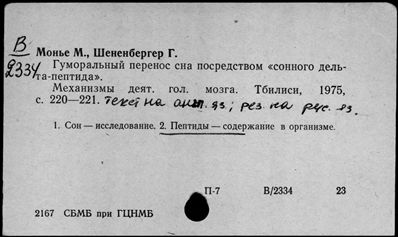 В
2334
Монье М., Шененбергер Г.
Гуморальный перенос сна посредством «сонного дель-
та-пептида».
Механизмы деят. гол. мозга. Тбилиси, 1975,
с. 220—221. Текст на англ. яз.; рез. на рус. яз.
1. Сон — исследование. 2. Пептиды — содержание в организме.
П-7 В/2334 23
2167 СБМБ при ГЦНМБ